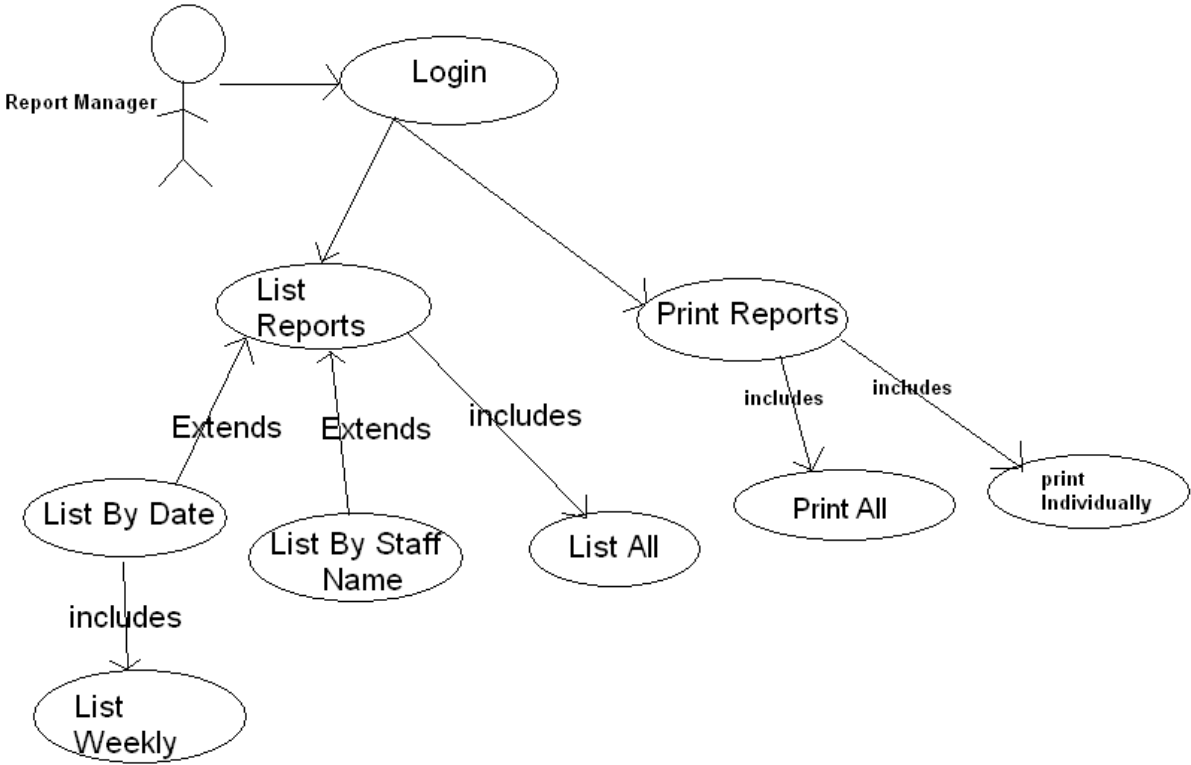 Login
Report Manager
List
Reports
Print Reports
includes
includes
Extends
Extends
includes
List By Date
List By Staff
Name
List All
Print All
print
Individually
includes
List
Weekly